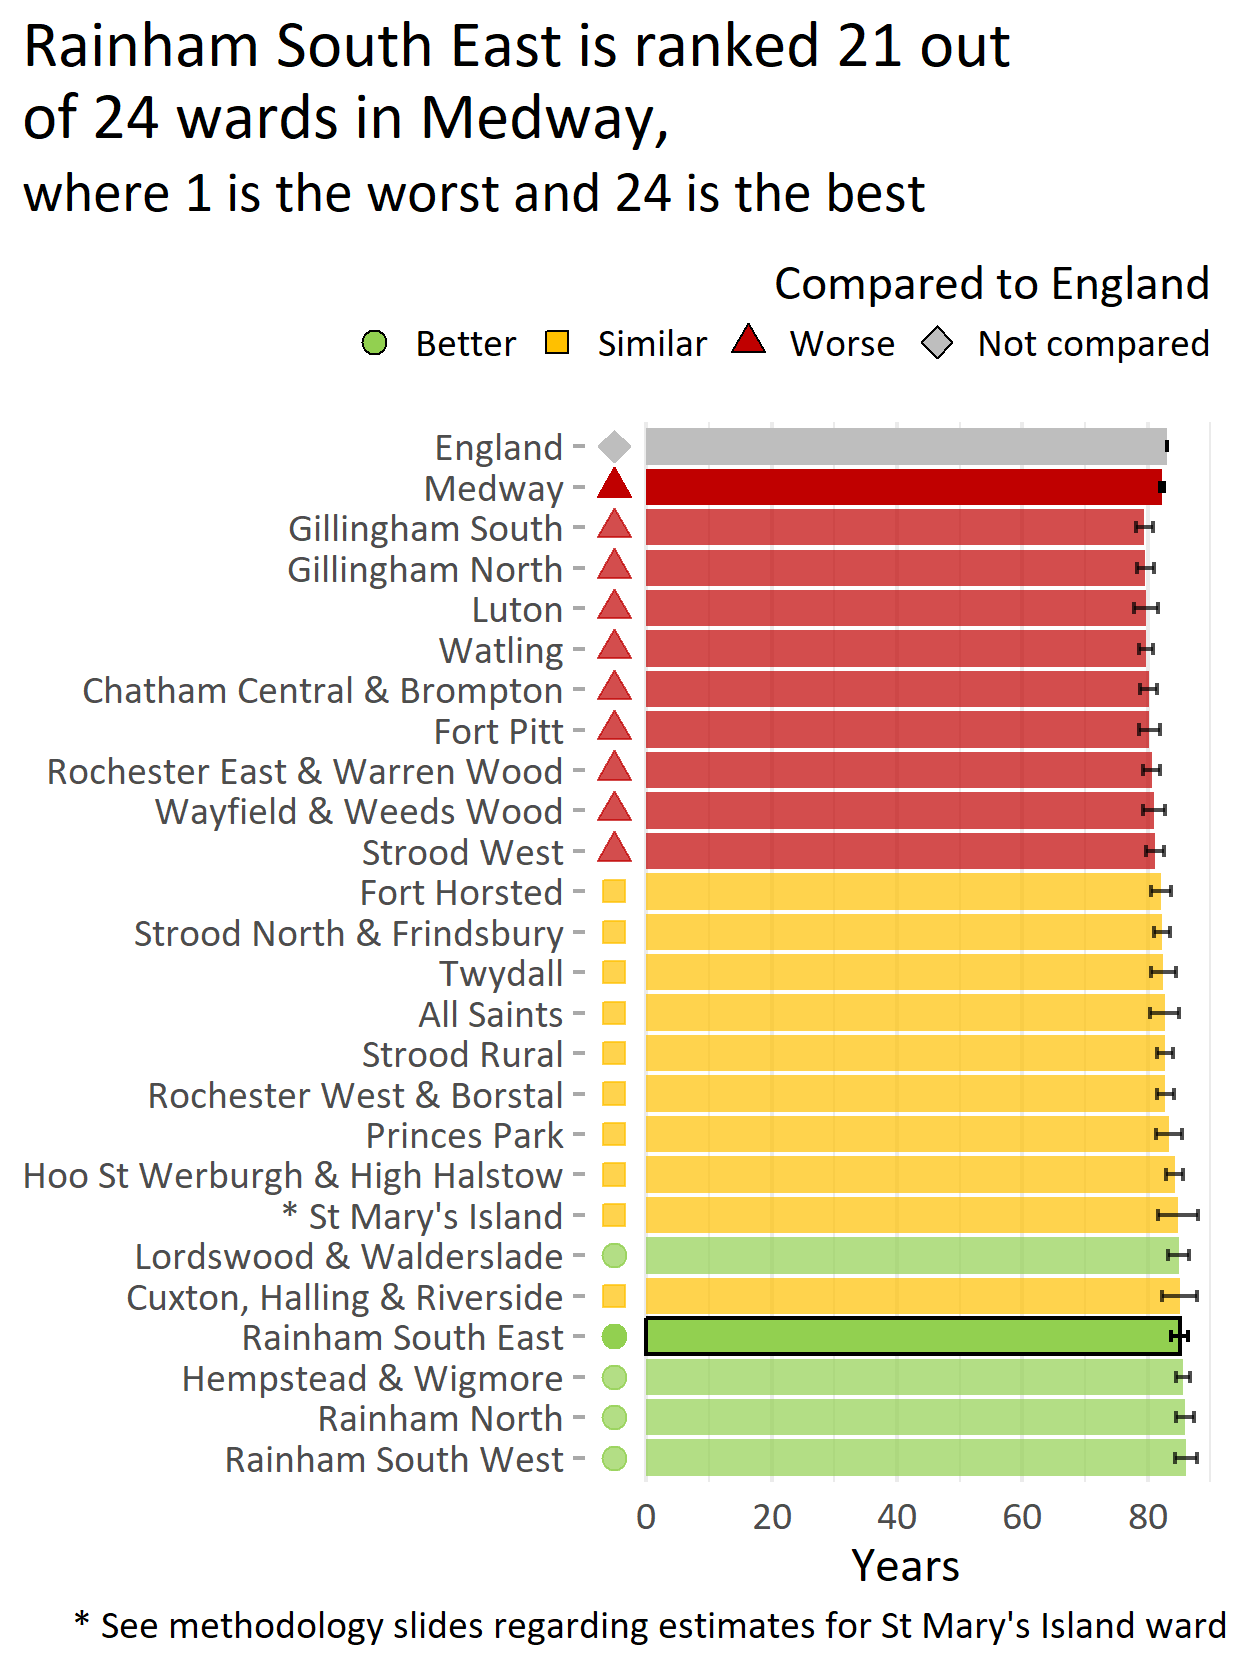 Rainham South East is ranked 21 out
of 24 wards in Medway,
where 1 is the worst and 24 is the best
Compared to England
Better Similar Worse Not compared
England
Medway
Gillingham South
Gillingham North
Luton
Watling
Chatham Central & Brompton
Fort Pitt
Rochester East & Warren Wood
Wayfield & Weeds Wood
Strood West
Fort Horsted
Strood North & Frindsbury
Twydall
All Saints
Strood Rural
Rochester West & Borstal
Princes Park
Hoo St Werburgh & High Halstow
* St Mary's Island
Lordswood & Walderslade
Cuxton, Halling & Riverside
Rainham South East
Hempstead & Wigmore
Rainham North
Rainham South West
0 20 40 60 80
Years
* See methodology slides regarding estimates for St Mary's Island ward